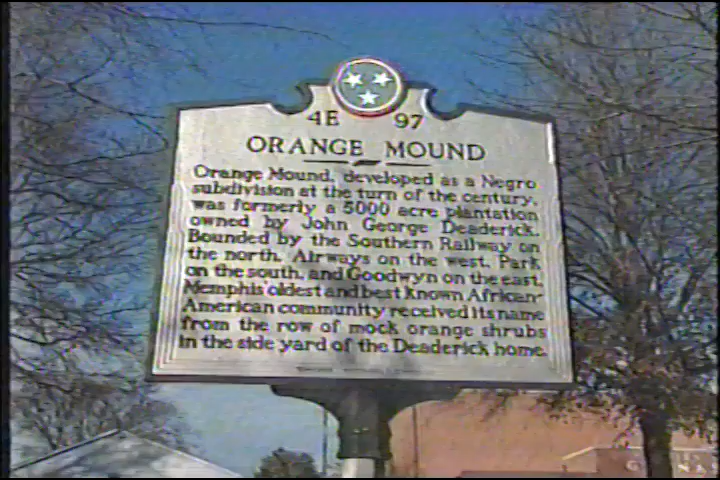 4E 97
ORANGE MOUND
Orange Mound, developed as a Negro
subdivision at the turn of the century,
was formerly a 5000 acre plantation
owned by John George Deaderick.
Bounded by the Southern Railway on
the north, Airways on the west, Park
on the south, and Goodwyn on the east,
Memphis' oldest and best known African-
American community received its name
from the row of mock orange shrubs
in the side yard of the Deaderick home.